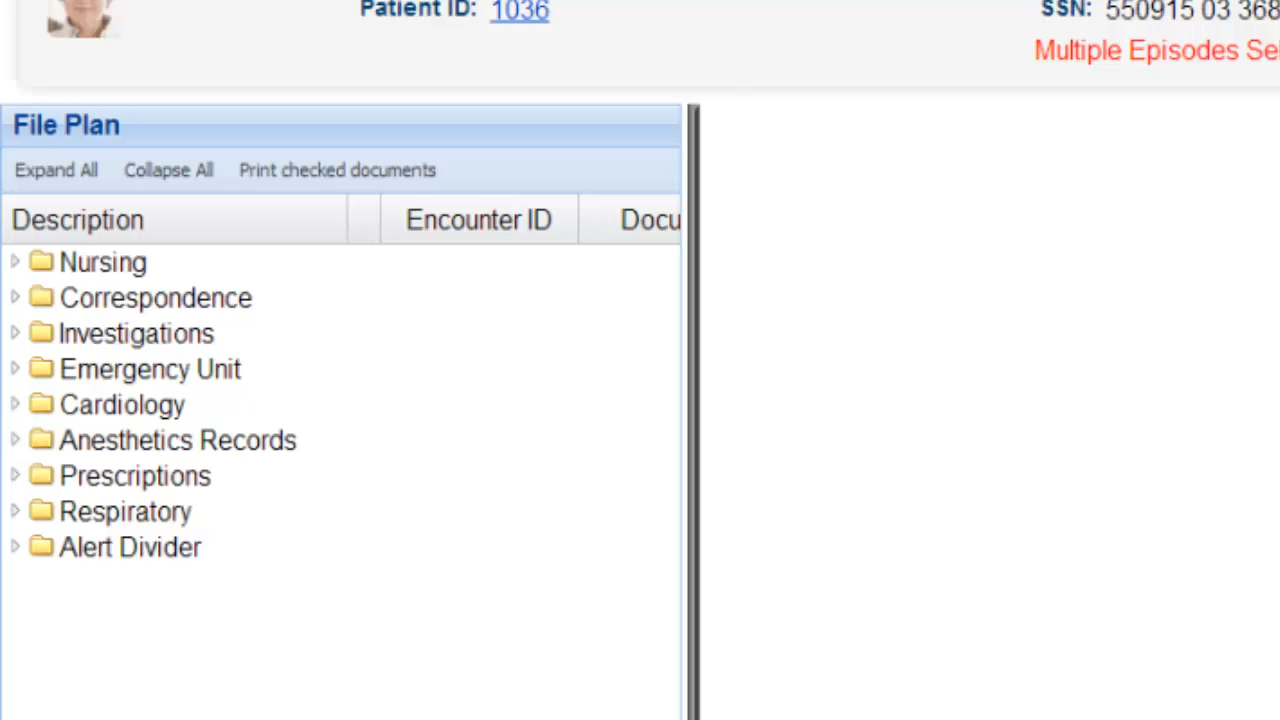 Patient ID: 1036 SSN: 550915 03 368
Multiple Episodes Se
File Plan
Expand All Collapse All Print checked documents
Description Encounter ID Docu
Nursing
Correspondence
Investigations
Emergency Unit
Cardiology
Anesthetics Records
Prescriptions
Respiratory
Alert Divider